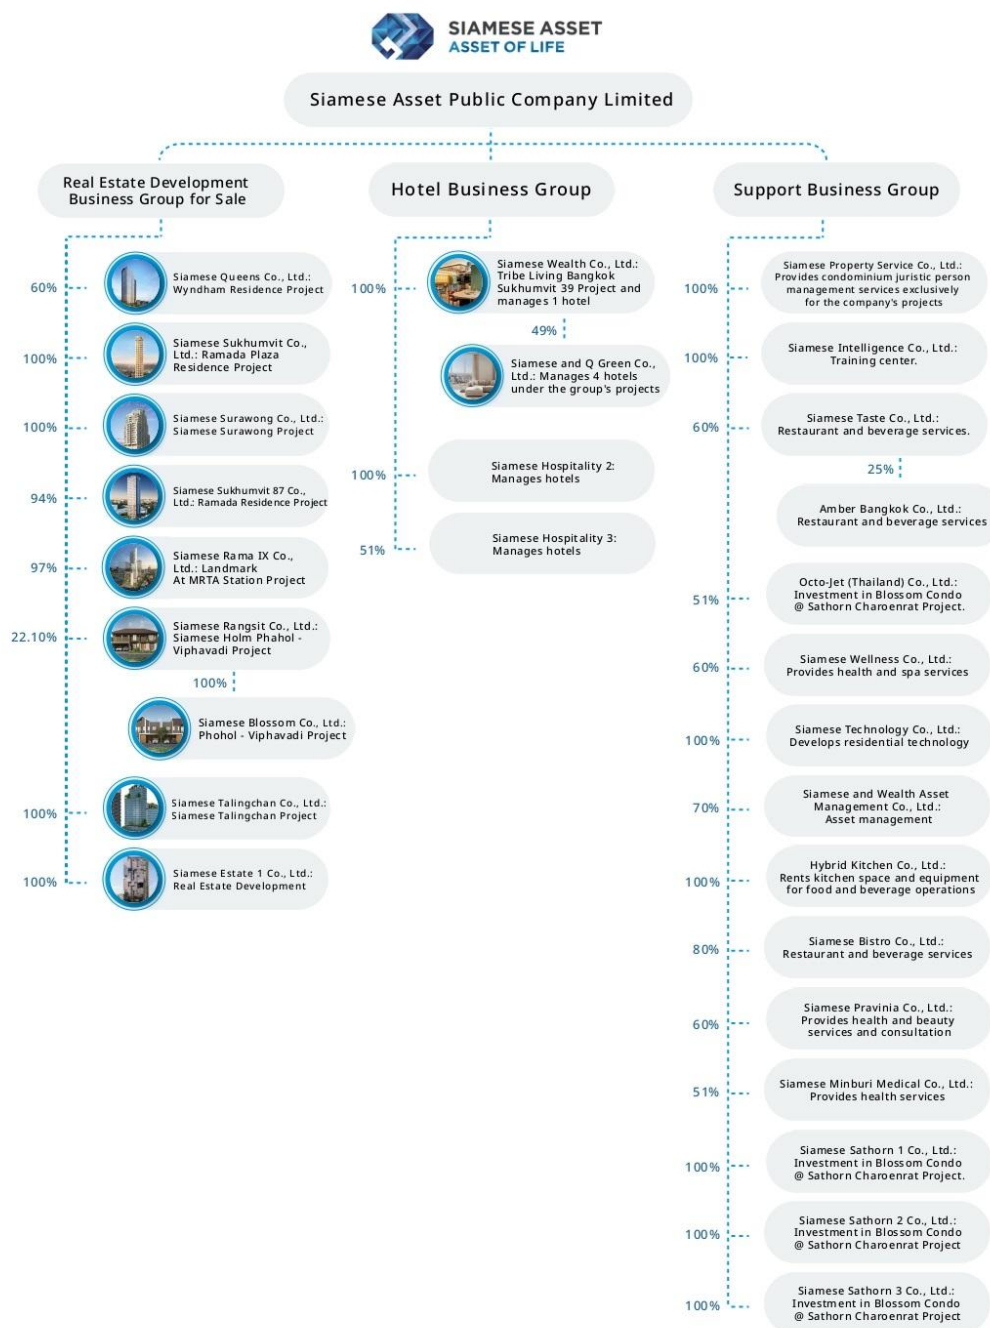 SIAMESE ASSET
ASSET OF LIFE
Siamese Asset Public Company Limited
Real Estate Development
Business Group for Sale
60%
Siamese Queens Co., Ltd.:
Wyndham Residence Project
100%
Siamese Sukhumvit Co.,
Ltd.: Ramada Plaza
Residence Project
100%
Siamese Surawong Co., Ltd.:
Siamese Surawong Project
94%
Siamese Sukhumvit 87 Co.,
Ltd.: Ramada Residence Project
97%
Siamese Rama IX Co.,
Ltd.: Landmark
At MRTA Station Project
22.10%
Siamese Rangsit Co., Ltd.:
Siamese Holm Phahol -
Viphavadi Project
100%
Siamese Blossom Co., Ltd.:
Phohol - Viphavadi Project
100%
Siamese Talingchan Co., Ltd.:
Siamese Talingchan Project
100%
Siamese Estate 1 Co., Ltd.:
Real Estate Development
Hotel Business Group
100%
Siamese Wealth Co., Ltd.:
Tribe Living Bangkok
Sukhumvit 39 Project and
manages 1 hotel
49%
Siamese and Q Green Co.,
Ltd.: Manages 4 hotels
under the group's projects
100%
Siamese Hospitality 2:
Manages hotels
51%
Siamese Hospitality 3:
Manages hotels
Support Business Group
100%
Siamese Property Service Co., Ltd.:
Provides condominium juristic person
management services exclusively
for the company's projects
100%
Siamese Intelligence Co., Ltd.:
Training center.
60%
Siamese Taste Co., Ltd.:
Restaurant and beverage services.
25%
Amber Bangkok Co., Ltd.:
Restaurant and beverage services
51%
Octo-Jet (Thailand) Co., Ltd.:
Investment in Blossom Condo
@ Sathorn Charoenrat Project.
60%
Siamese Wellness Co., Ltd.:
Provides health and spa services
100%
Siamese Technology Co., Ltd.:
Develops residential technology
70%
Siamese and Wealth Asset
Management Co., Ltd.:
Asset management
100%
Hybrid Kitchen Co., Ltd.:
Rents kitchen space and equipment
for food and beverage operations
80%
Siamese Bistro Co., Ltd.:
Restaurant and beverage services
60%
Siamese Pravinia Co., Ltd.:
Provides health and beauty
services and consultation
51%
Siamese Minburi Medical Co., Ltd.:
Provides health services
100%
Siamese Sathorn 1 Co., Ltd.:
Investment in Blossom Condo
@ Sathorn Charoenrat Project.
100%
Siamese Sathorn 2 Co., Ltd.:
Investment in Blossom Condo
@ Sathorn Charoenrat Project
100%
Siamese Sathorn 3 Co., Ltd.:
Investment in Blossom Condo
@ Sathorn Charoenrat Project